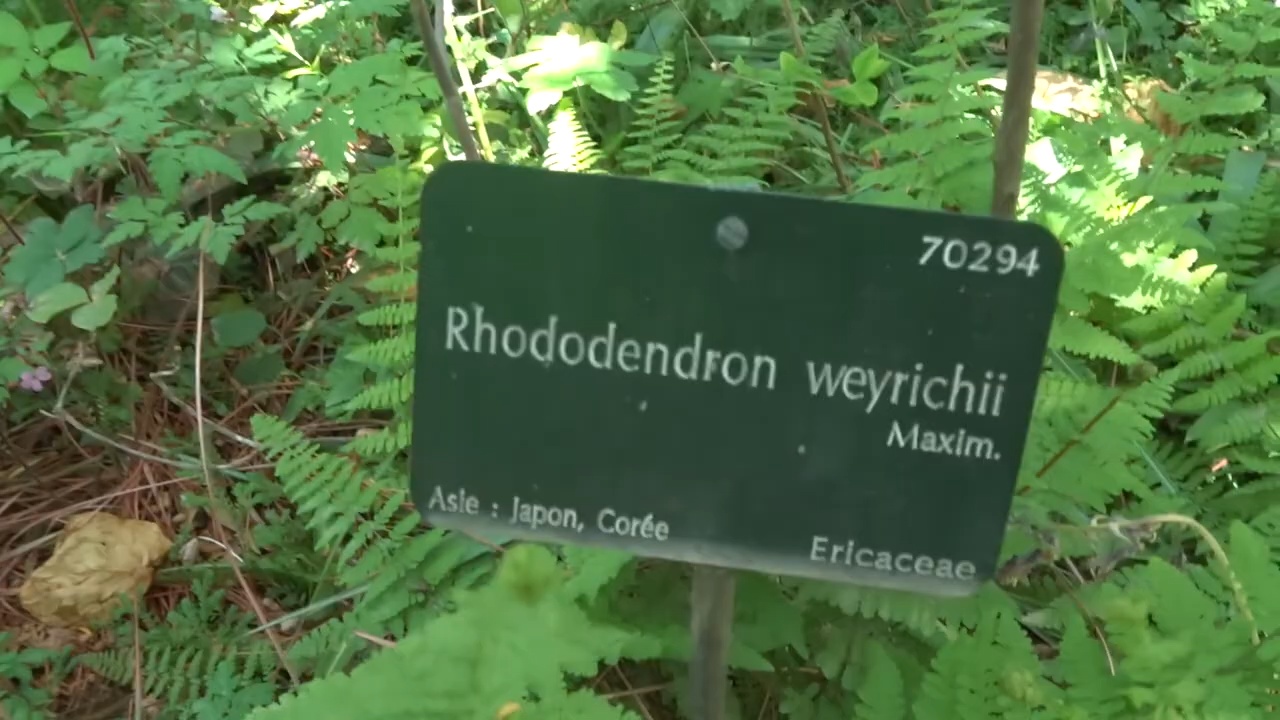 70294
Rhododendron weyrichii
Maxim.
Asie : Japon, Corée
Ericaceae